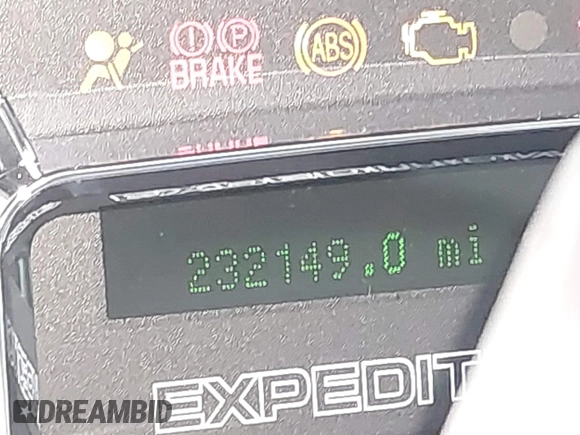 BRAKE
ABS
232149.0 mi
EXPEDIT
DREAMBID